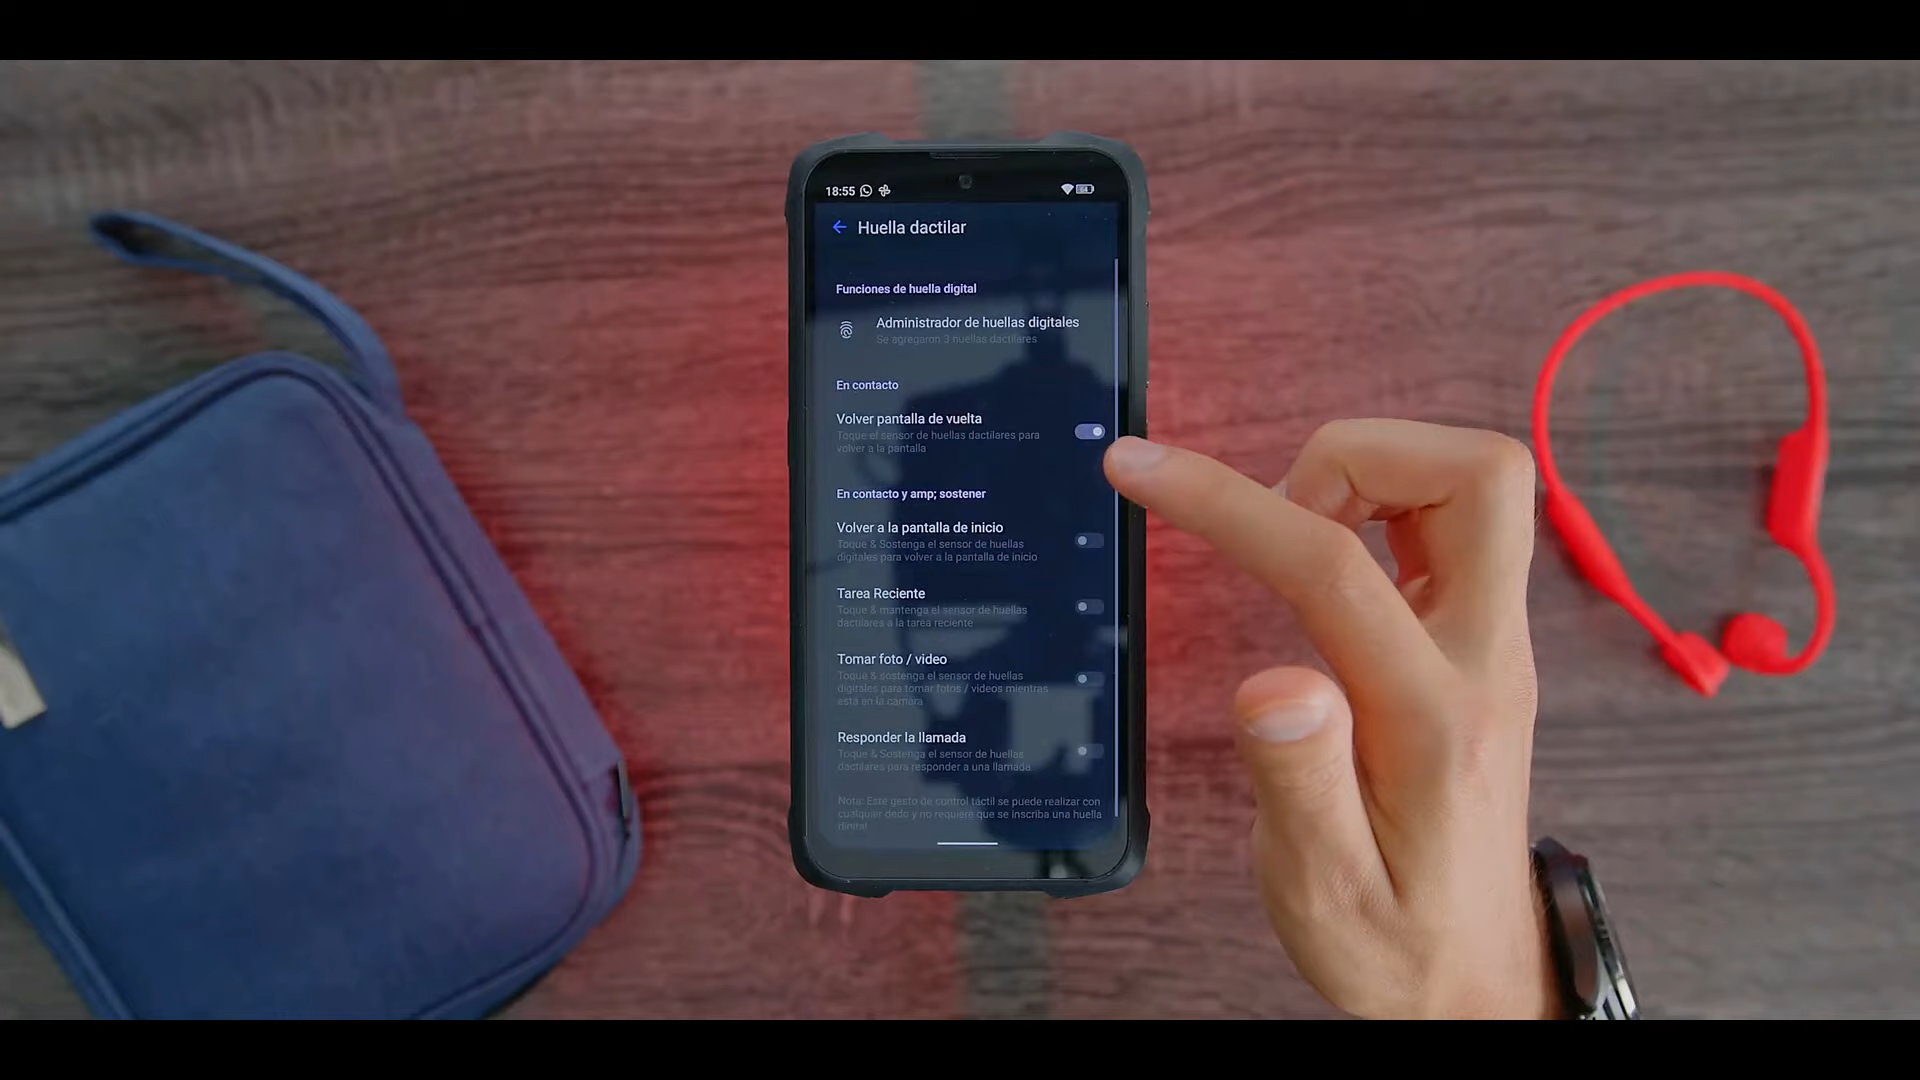 18:55
64
Huella dactilar
Funciones de huella digital
Administrador de huellas digitales
Se agregaron 3 huellas dactilares
En contacto
Volver pantalla de vuelta
Toque el sensor de huellas dactilares para
volver a la pantalla
En contacto y amp; sostener
Volver a la pantalla de inicio
Toque & Sostenga el sensor de huellas
digitales para volver a la pantalla de inicio
Tarea Reciente
Toque & mantenga el sensor de huellas
dactilares a la tarea reciente
Tomar foto / video
Toque & sostenga el sensor de huellas
digitales para tomar fotos / videos mientras
está en la cámara
Responder la llamada
Toque & Sostenga el sensor de huellas
dactilares para responder a una llamada
Nota: Este gesto de control táctil se puede realizar con
cualquier dedo y no requiere que se inscriba una huella
digital